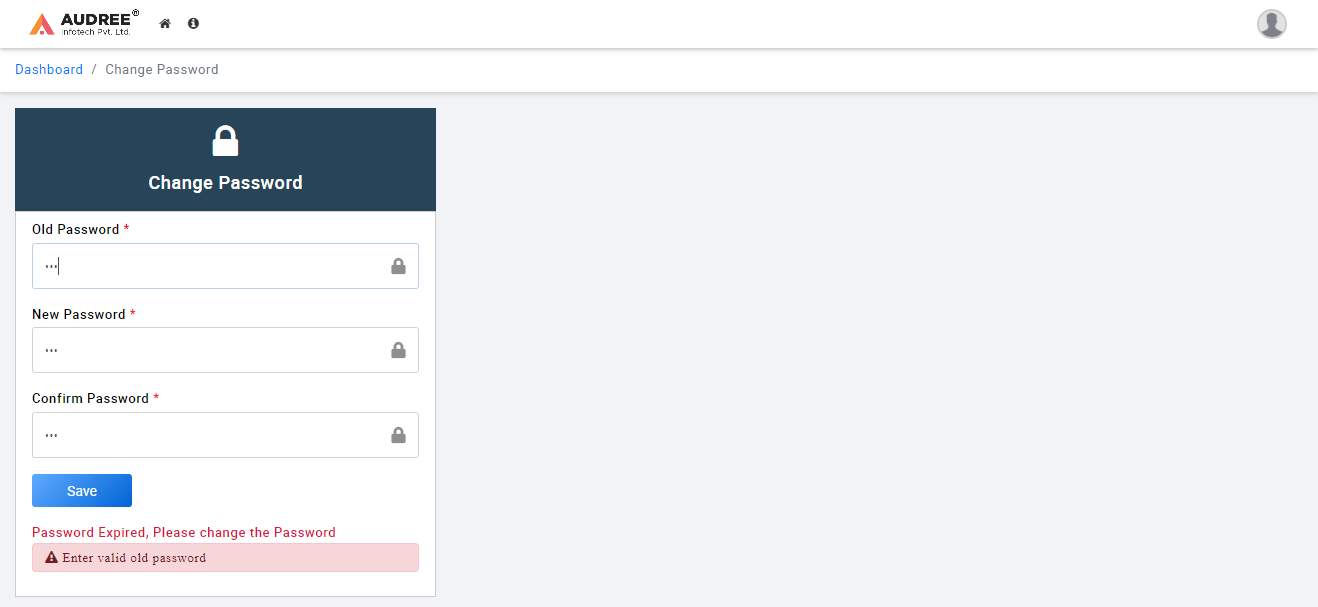 AUDREE®
Infotech Pvt. Ltd.
Dashboard / Change Password
Change Password
Old Password *
•••
New Password *
•••
Confirm Password *
•••
Save
Password Expired, Please change the Password
Enter valid old password